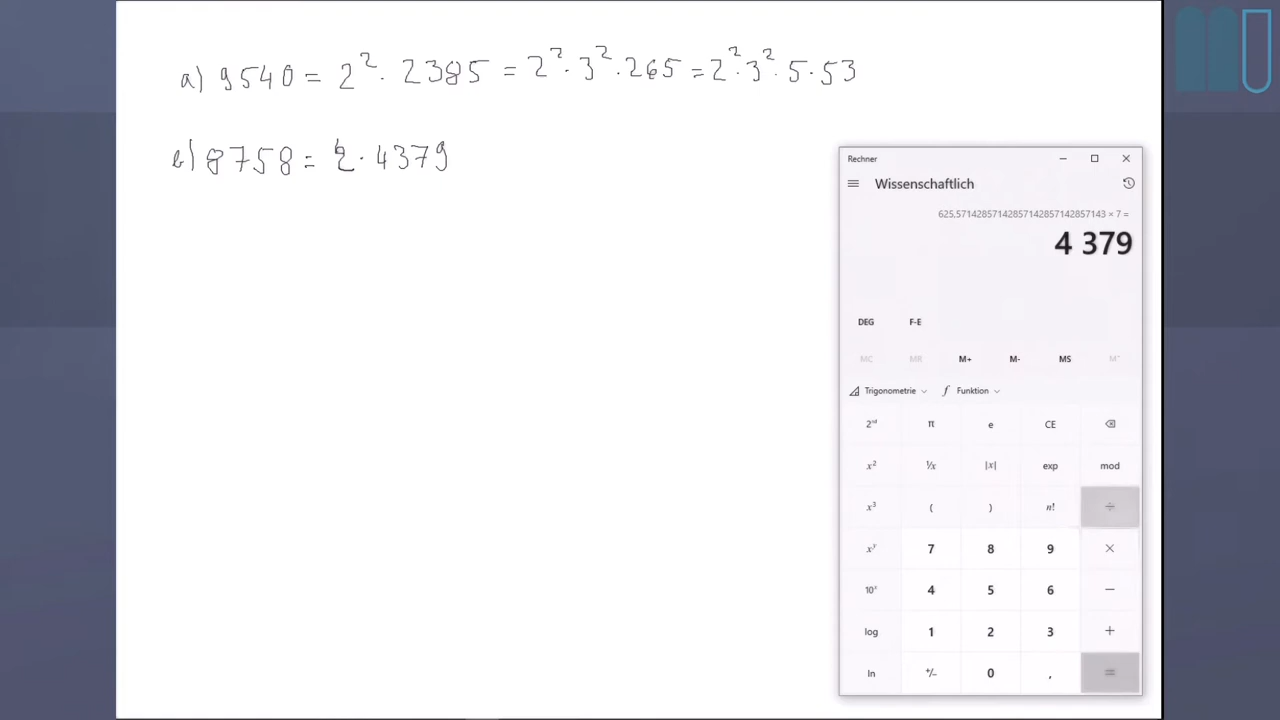 a) 9540 = 2² · 2385 = 2² · 3² · 265 = 2² · 3² · 5 · 53
b) 8758 = 2 · 4379
Rechner
Wissenschaftlich
625,57142857142857142857142857143 × 7 =
4 379
DEG F-E
MC MR M+ M- MS M˅
Trigonometrie f Funktion
2ⁿᵈ π e CE
x² ¹/x |x| exp mod
x³ ( ) n! ÷
xʸ 7 8 9 ×
10ˣ 4 5 6 −
log 1 2 3 +
ln +/− 0 , =